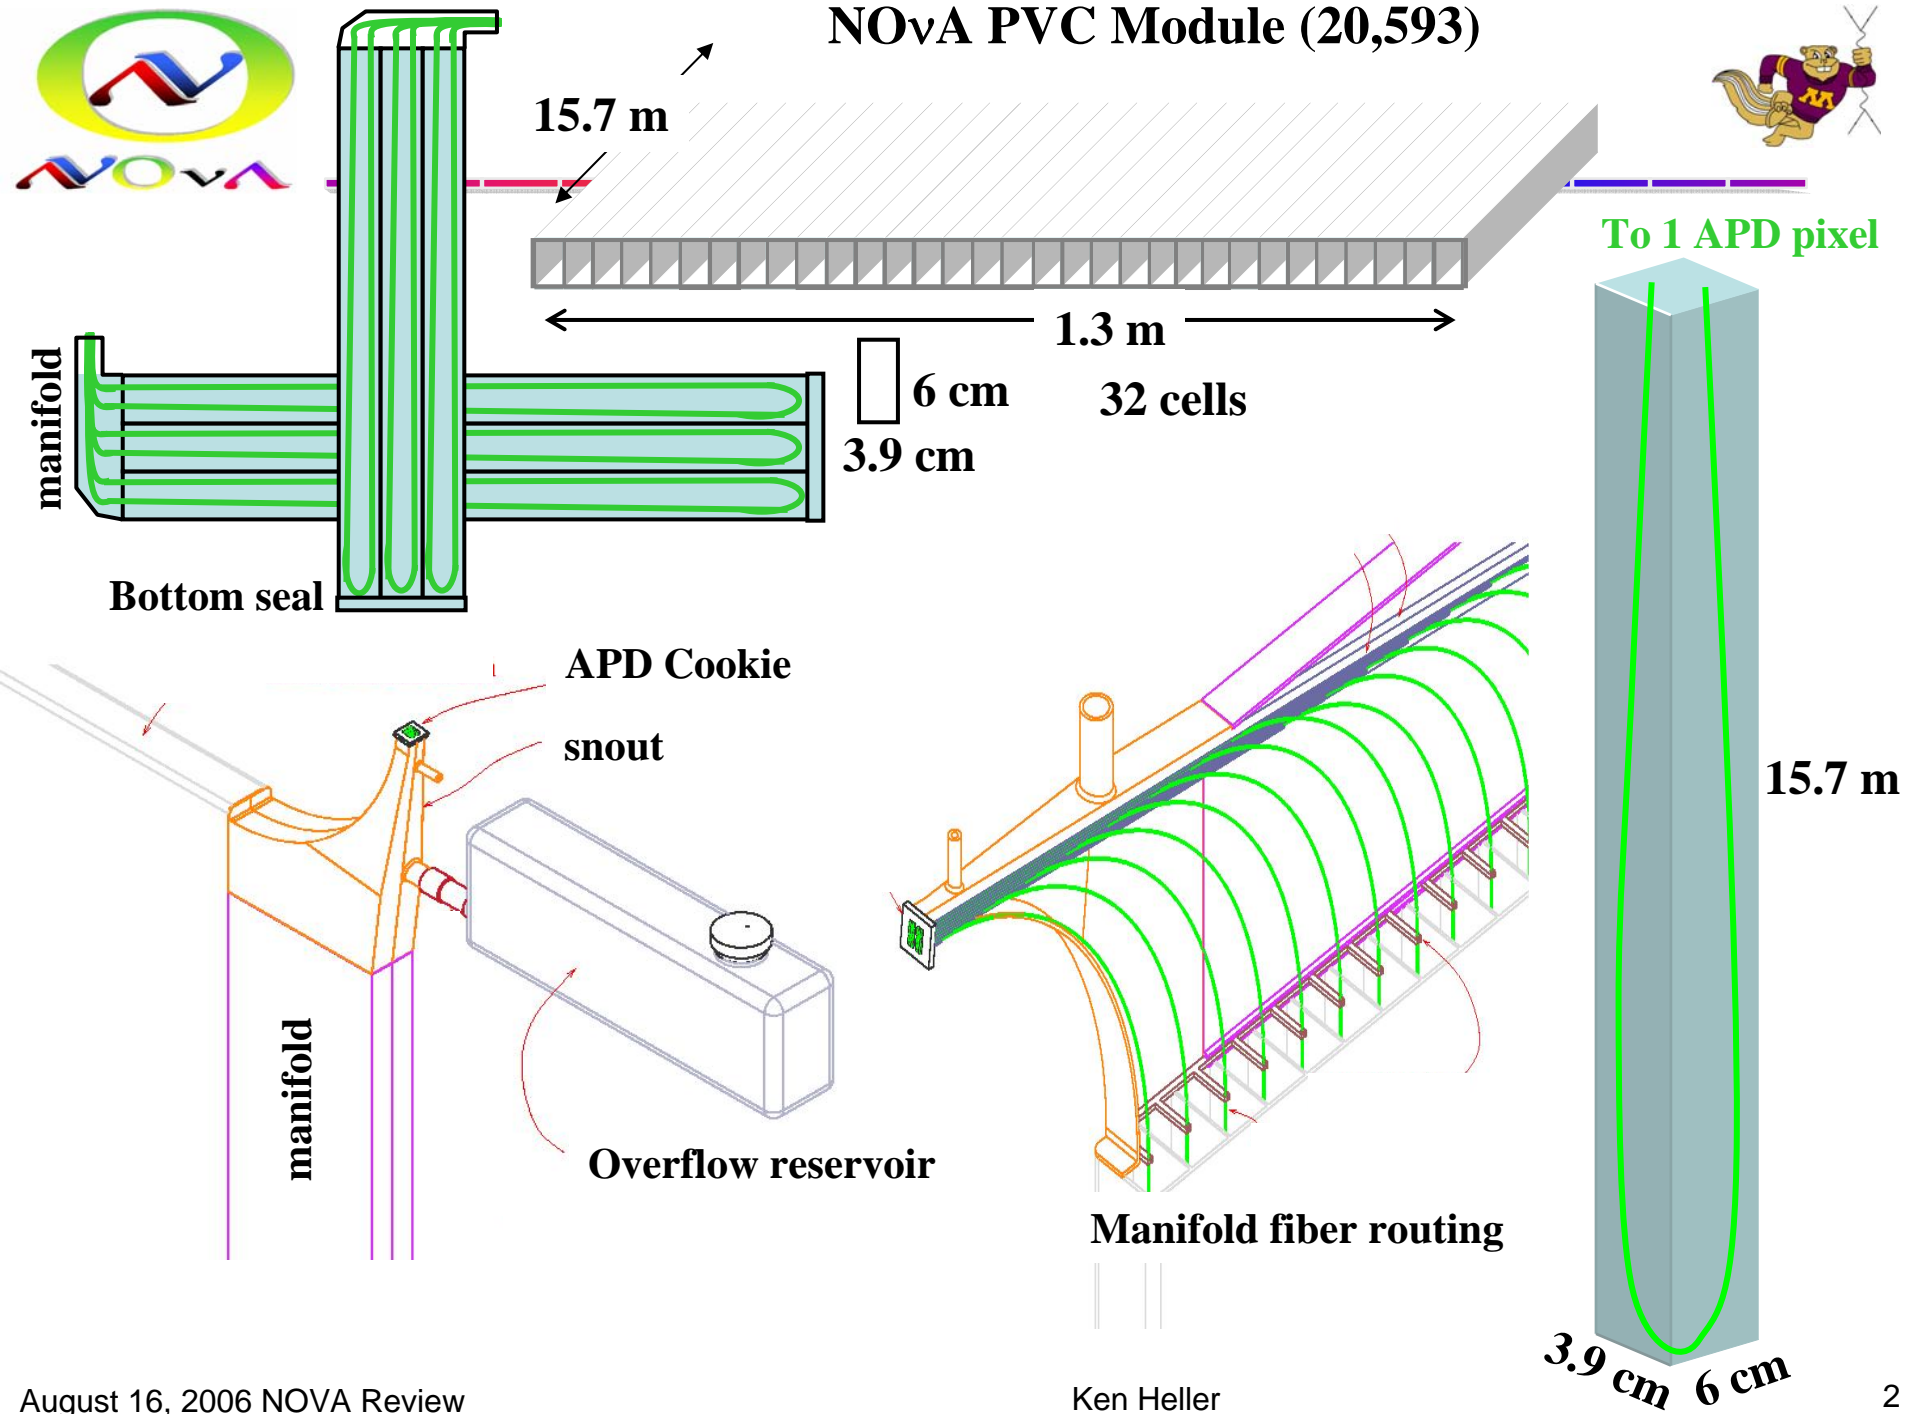 NOνA PVC Module (20,593)
15.7 m
NOνA
To 1 APD pixel
1.3 m
manifold
6 cm
32 cells
3.9 cm
Bottom seal
APD Cookie
snout
15.7 m
manifold
Overflow reservoir
Manifold fiber routing
3.9 cm
6 cm
August 16, 2006 NOVA Review
Ken Heller
2